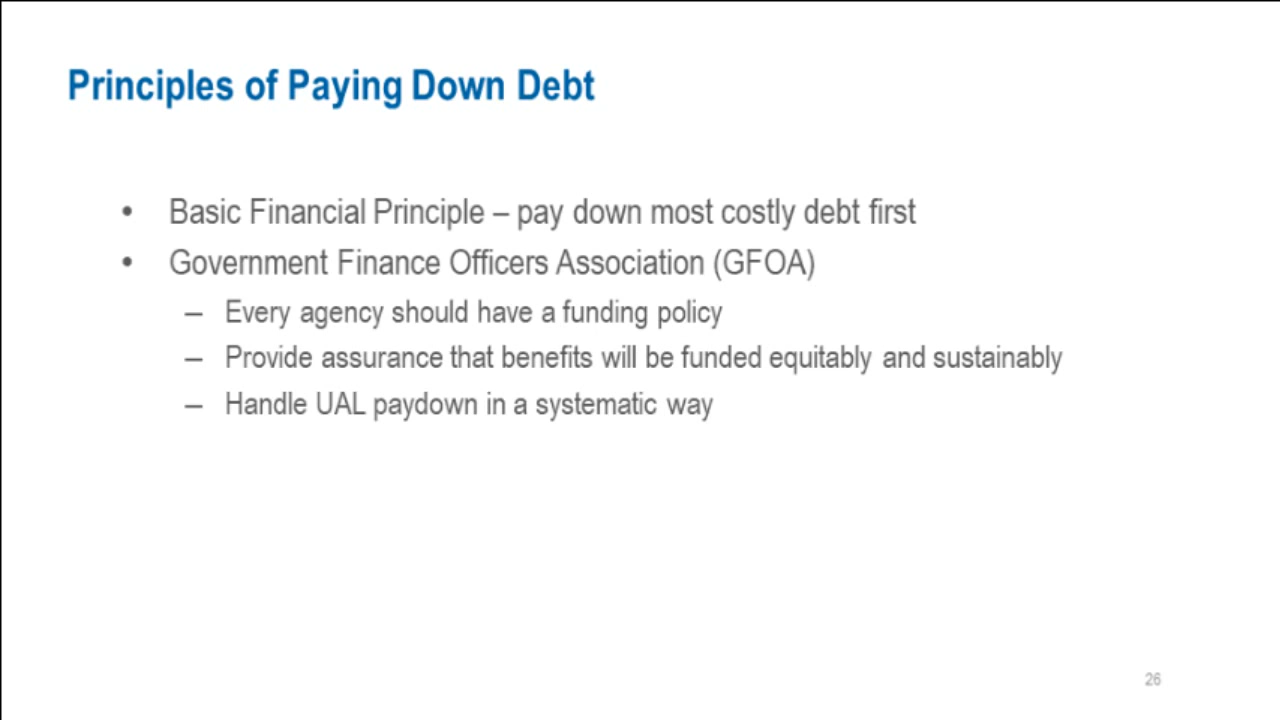 Principles of Paying Down Debt
• Basic Financial Principle – pay down most costly debt first
• Government Finance Officers Association (GFOA)
– Every agency should have a funding policy
– Provide assurance that benefits will be funded equitably and sustainably
– Handle UAL paydown in a systematic way
26